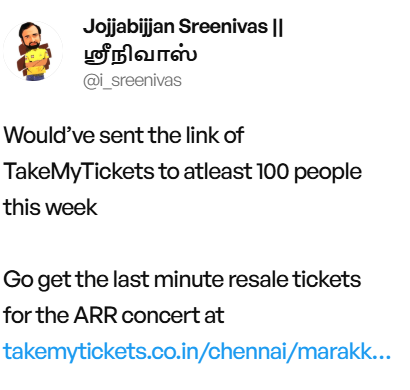 Jojjabijjan Sreenivas ||
ஸ்ரீநிவாஸ்
@i_sreenivas
Would’ve sent the link of
TakeMyTickets to atleast 100 people
this week
Go get the last minute resale tickets
for the ARR concert at
takemytickets.co.in/chennai/marakk...